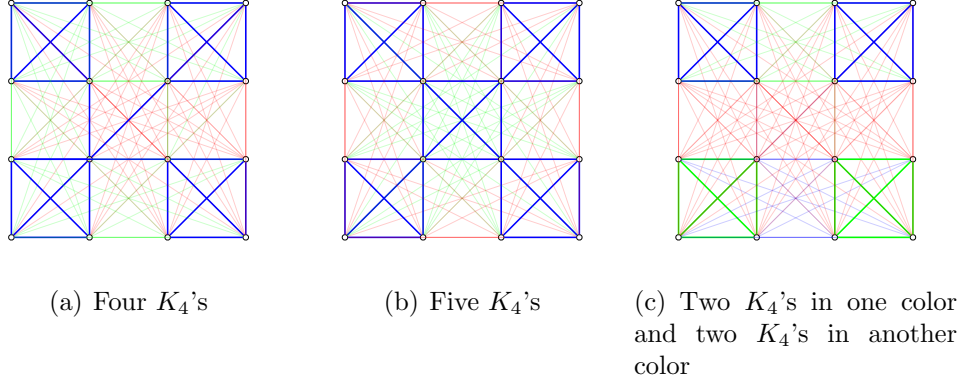 (a) Four K₄'s
(b) Five K₄'s
(c) Two K₄'s in one color
and two K₄'s in another
color